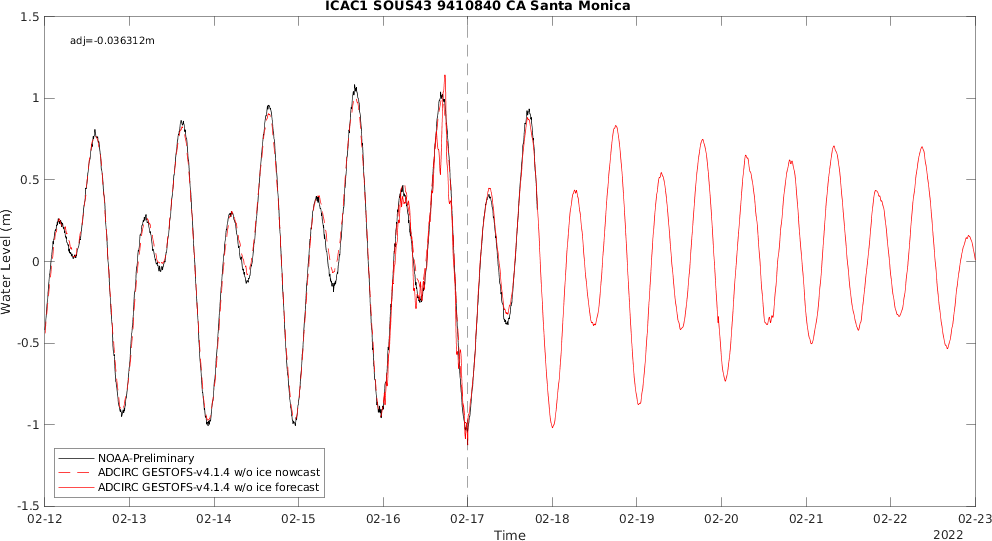 ICAC1 SOUS43 9410840 CA Santa Monica
1.5
adj=-0.036312m
1
0.5
0
-0.5
-1
-1.5
Water Level (m)
NOAA-Preliminary
ADCIRC GESTOFS-v4.1.4 w/o ice nowcast
ADCIRC GESTOFS-v4.1.4 w/o ice forecast
02-12 02-13 02-14 02-15 02-16 02-17 02-18 02-19 02-20 02-21 02-22 02-23
Time
2022